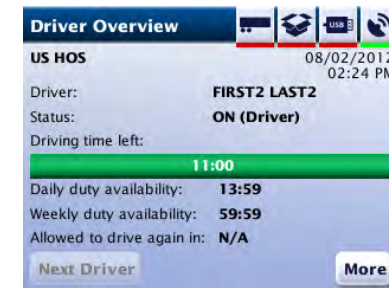 Driver Overview
USB
US HOS 08/02/2012
02:24 PM
Driver: FIRST2 LAST2
Status: ON (Driver)
Driving time left:
11:00
Daily duty availability: 13:59
Weekly duty availability: 59:59
Allowed to drive again in: N/A
Next Driver More